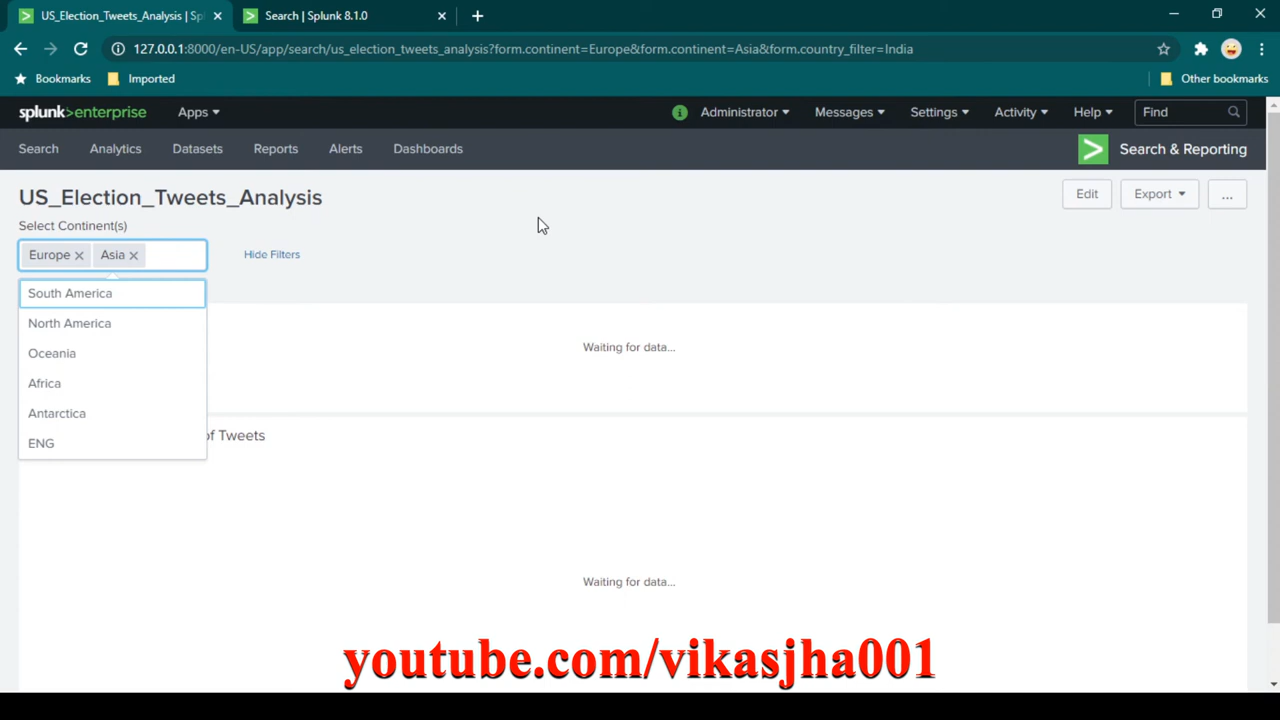 US_Election_Tweets_Analysis | Spl
Search | Splunk 8.1.0
127.0.0.1:8000/en-US/app/search/us_election_tweets_analysis?form.continent=Europe&form.continent=Asia&form.country_filter=India
Bookmarks
Imported
Other bookmarks
splunk>enterprise
Apps
Administrator
Messages
Settings
Activity
Help
Find
Search
Analytics
Datasets
Reports
Alerts
Dashboards
Search & Reporting
US_Election_Tweets_Analysis
Edit
Export
...
Select Continent(s)
Europe
Asia
Hide Filters
South America
North America
Oceania
Africa
Antarctica
ENG
Waiting for data...
of Tweets
Waiting for data...
youtube.com/vikasjha001